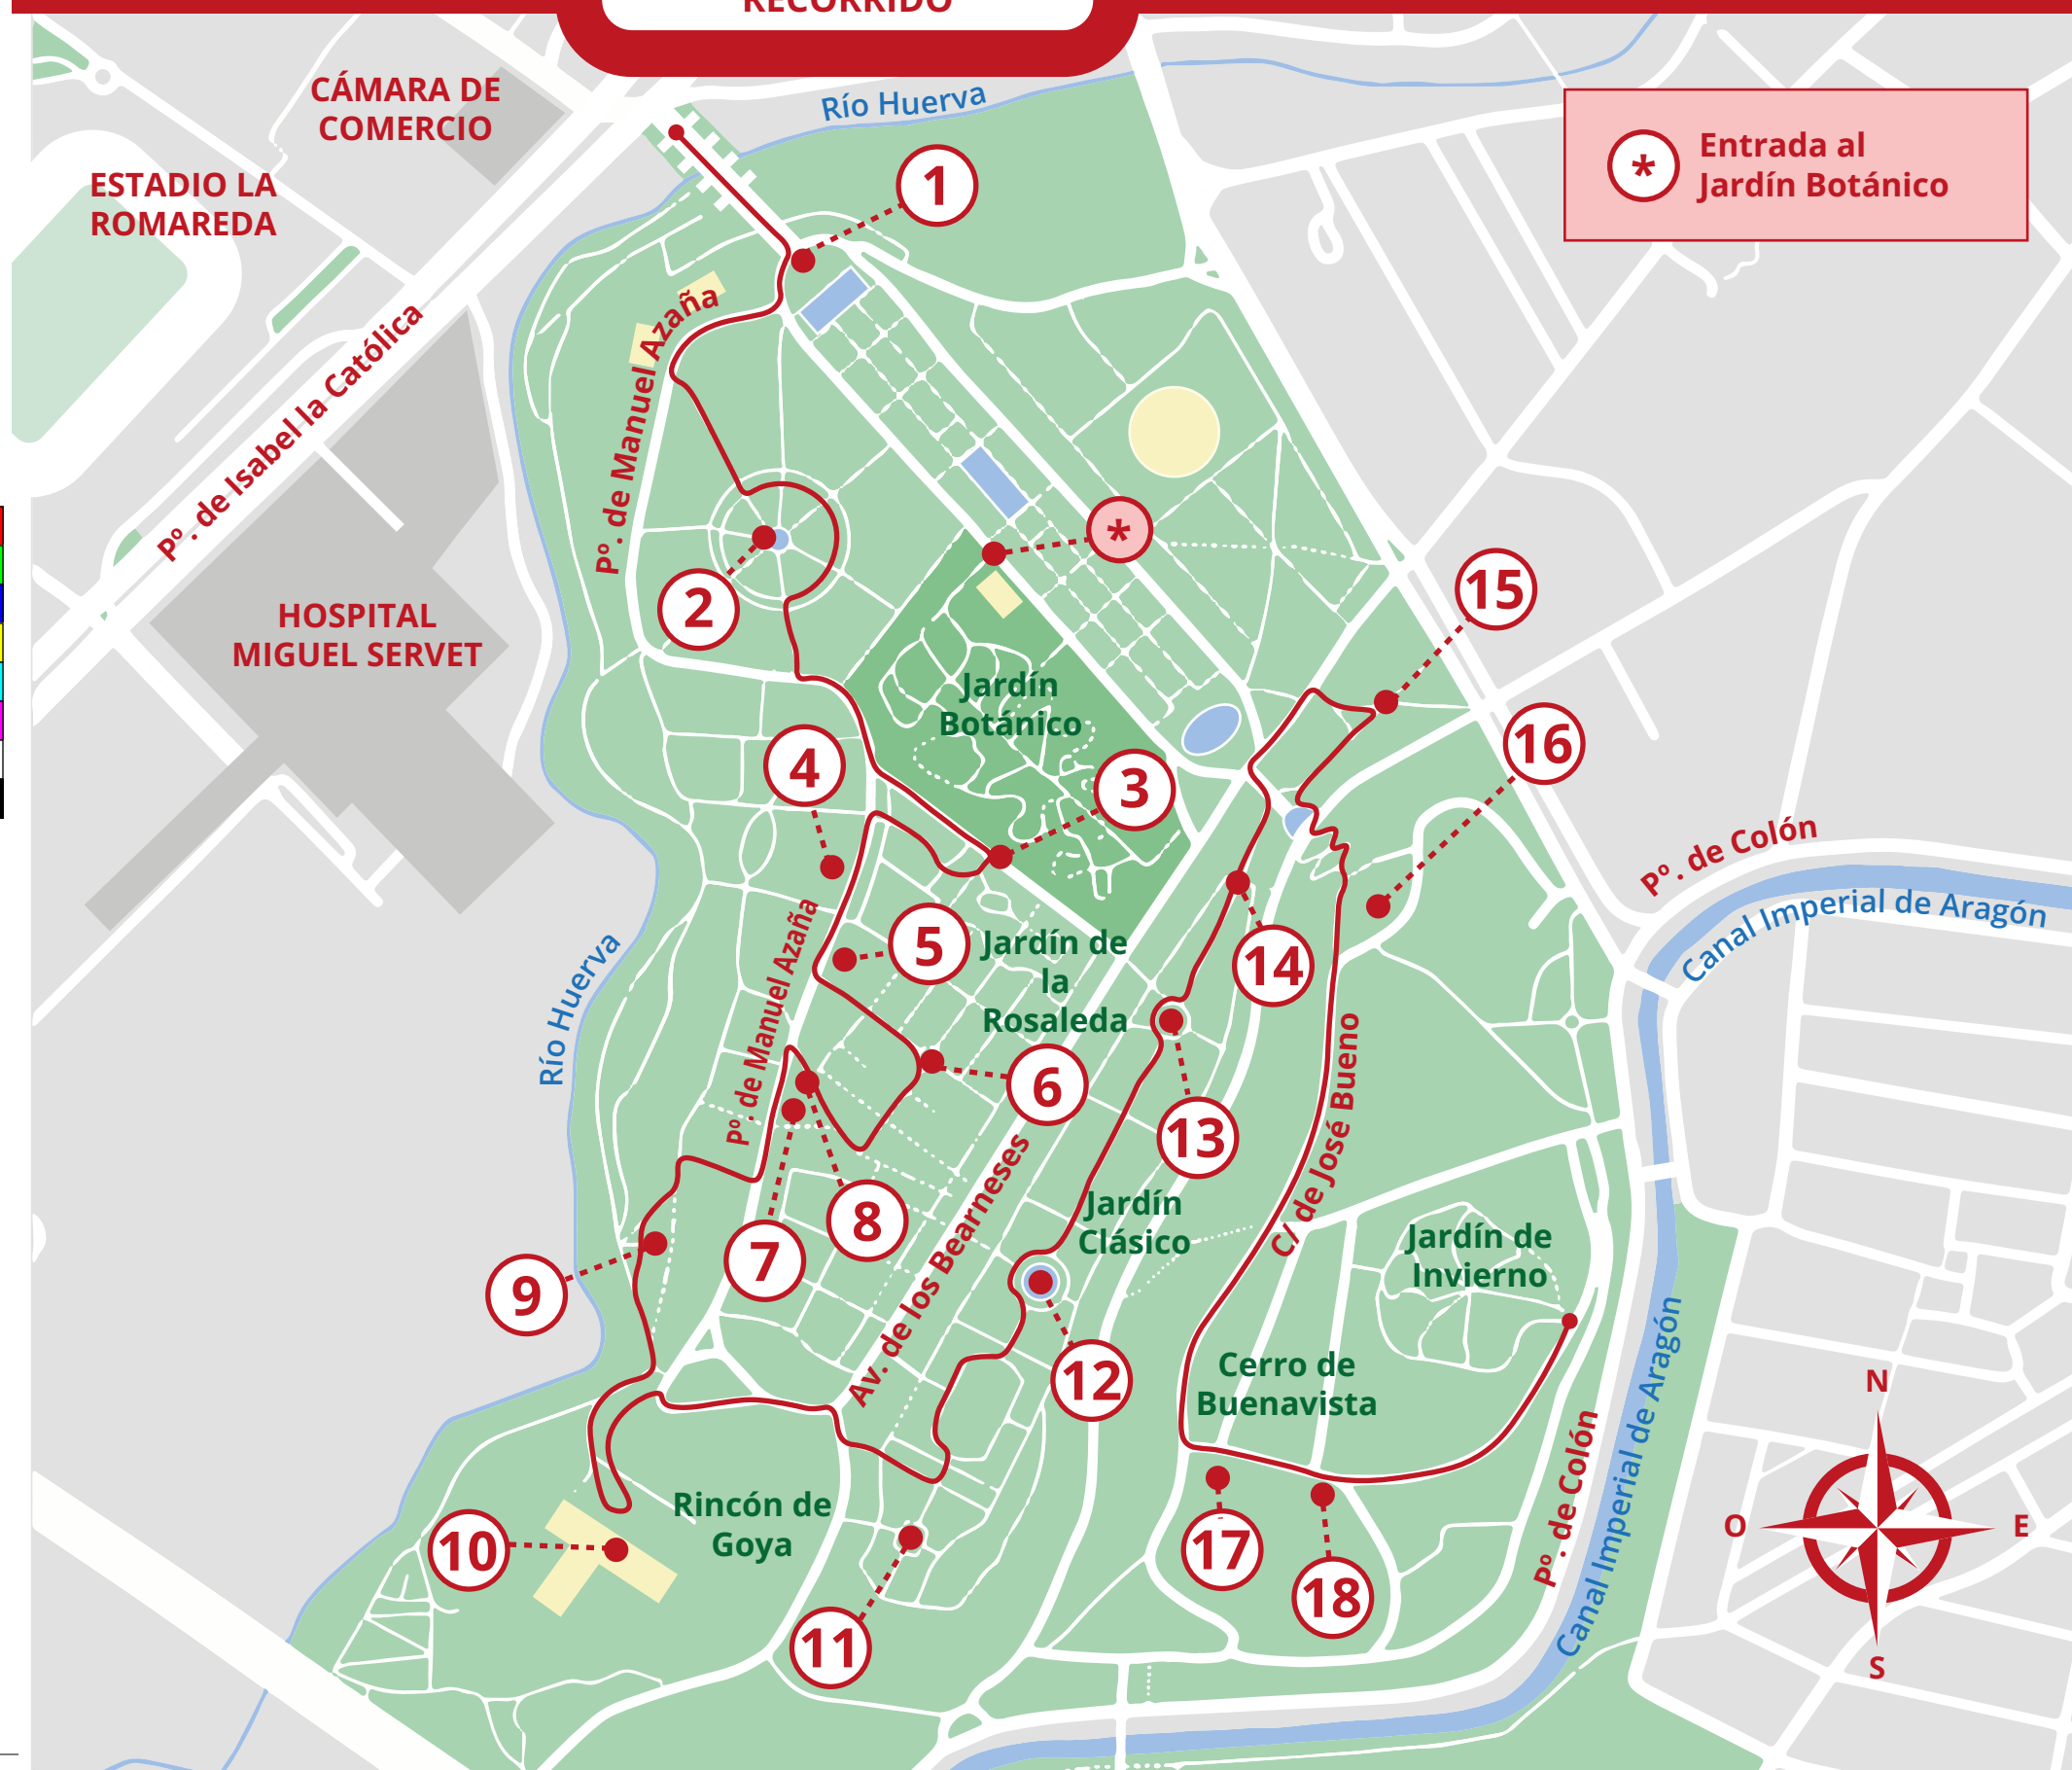 RECORRIDO
CÁMARA DE
COMERCIO
Río Huerva
ESTADIO LA
ROMAREDA
*
Entrada al
Jardín Botánico
1
Pº. de Manuel Azaña
Pº. de Isabel la Católica
*
2
HOSPITAL
MIGUEL SERVET
15
Jardín
Botánico
16
4
3
Pº. de Colón
Canal Imperial de Aragón
5
Jardín de
la
Rosaleda
14
Pº. de Manuel Azaña
Río Huerva
6
13
C/ de José Bueno
8
7
Jardín
Clásico
Jardín de
Invierno
9
Av. de los Bearneses
12
Cerro de
Buenavista
Pº. de Colón
Canal Imperial de Aragón
N
O
E
S
Rincón de
Goya
10
17
18
11